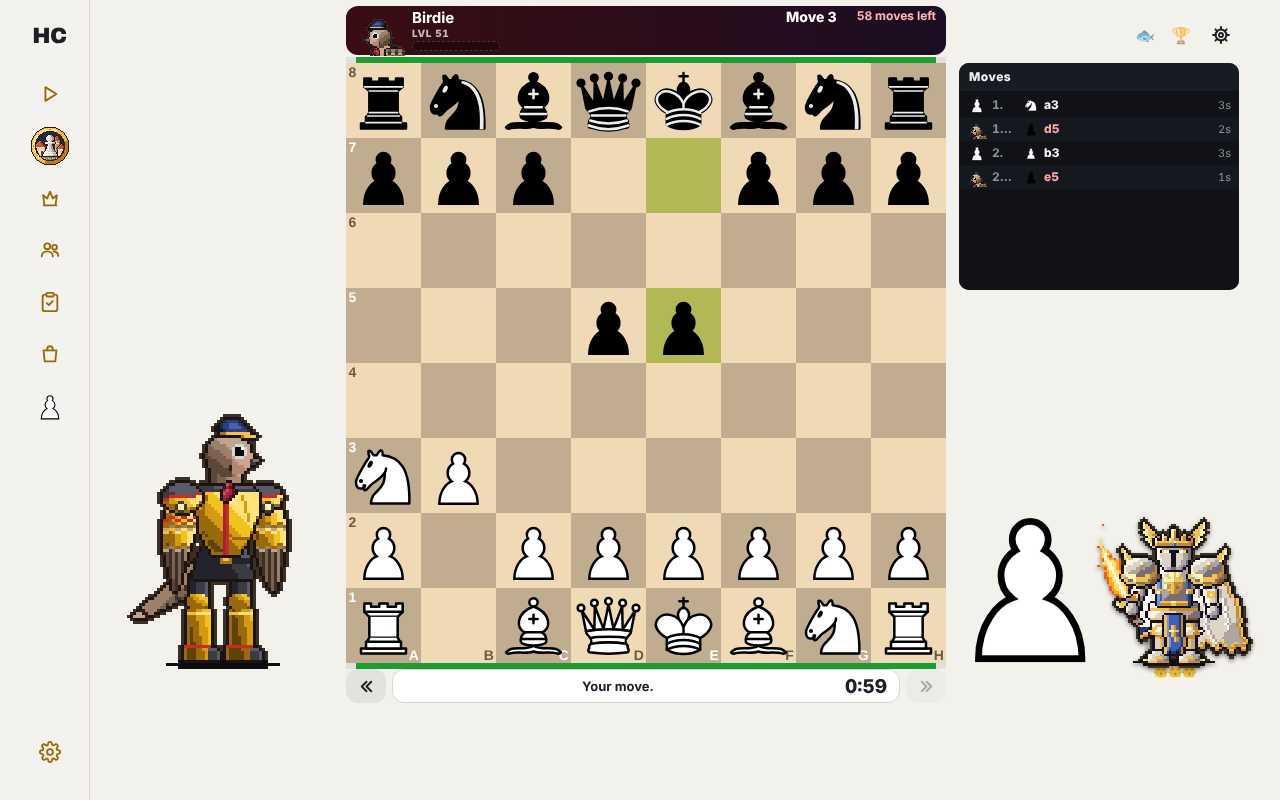 HC
Birdie
LVL 51
Move 3
58 moves left
8
7
6
5
4
3
2
1
A
B
C
D
E
F
G
H
Your move.
0:59
Moves
1. a3 3s
1... d5 2s
2. b3 3s
2... e5 1s